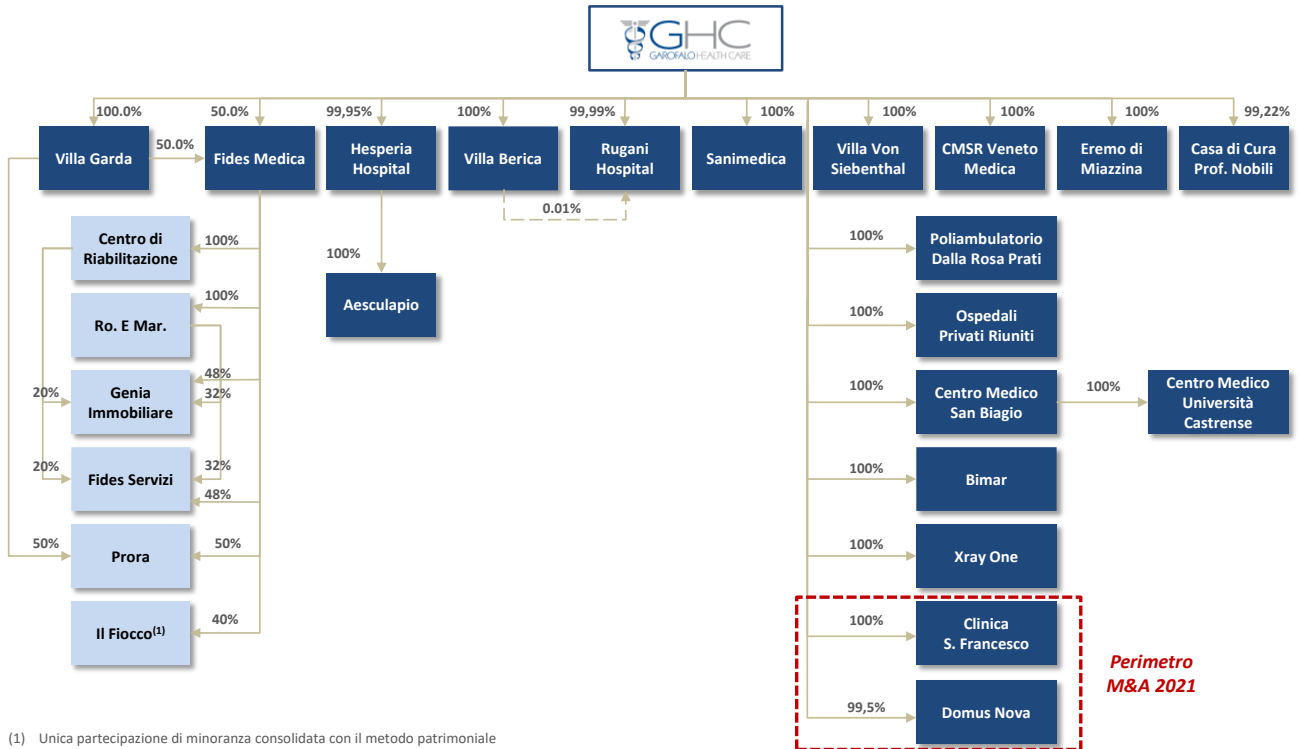 GHC
GAROFALO HEALTH CARE
100.0%
50.0%
99,95%
100%
99,99%
100%
100%
100%
100%
99,22%
Villa Garda
50.0%
Fides Medica
Hesperia
Hospital
Villa Berica
Rugani
Hospital
Sanimedica
Villa Von
Siebenthal
CMSR Veneto
Medica
Eremo di
Miazzina
Casa di Cura
Prof. Nobili
0.01%
Centro di
Riabilitazione
100%
100%
Aesculapio
100%
Poliambulatorio
Dalla Rosa Prati
Ro. E Mar.
100%
100%
Ospedali
Privati Riuniti
20%
Genia
Immobiliare
48%
32%
100%
Centro Medico
San Biagio
100%
Centro Medico
Università
Castrense
20%
Fides Servizi
32%
48%
100%
Bimar
50%
Prora
50%
100%
Xray One
Il Fiocco(1)
40%
100%
Clinica
S. Francesco
99,5%
Domus Nova
Perimetro
M&A 2021
(1) Unica partecipazione di minoranza consolidata con il metodo patrimoniale